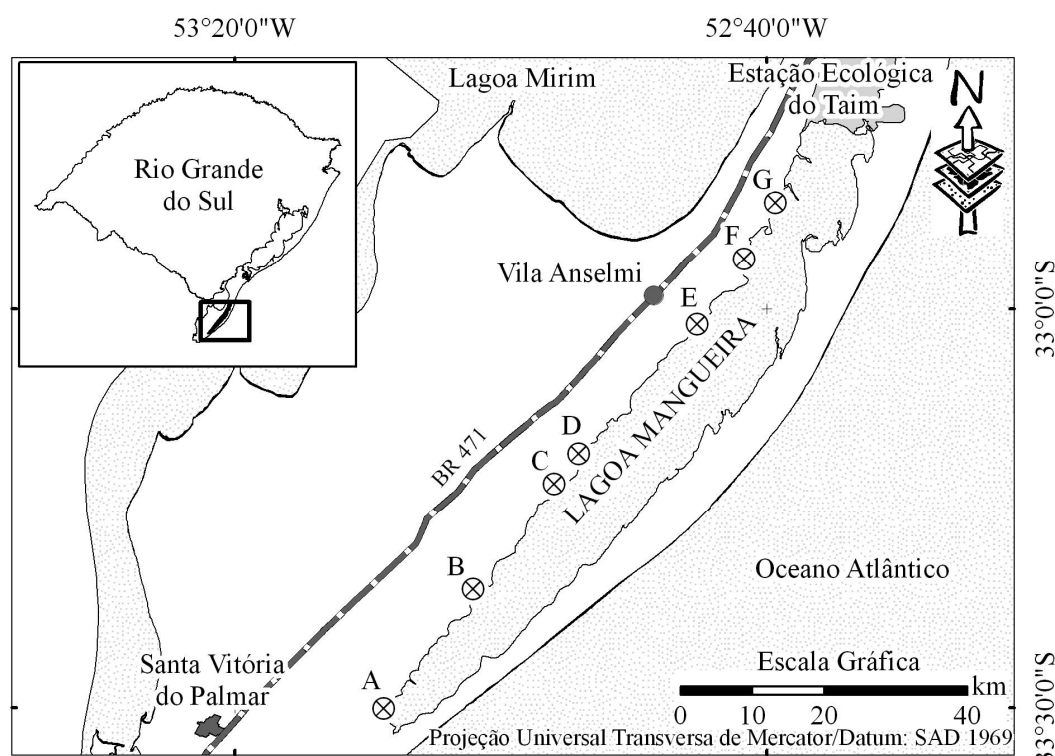 53°20'0"W
52°40'0"W
Lagoa Mirim
Estação Ecológica
do Taim
N
Rio Grande
do Sul
G
F
Vila Anselmi
E
33°0'0"S
LAGOA MANGUEIRA
D
BR 471
C
B
Oceano Atlântico
Santa Vitória
do Palmar
A
Escala Gráfica
km
0 10 20 40
33°30'0"S
Projeção Universal Transversa de Mercator/Datum: SAD 1969